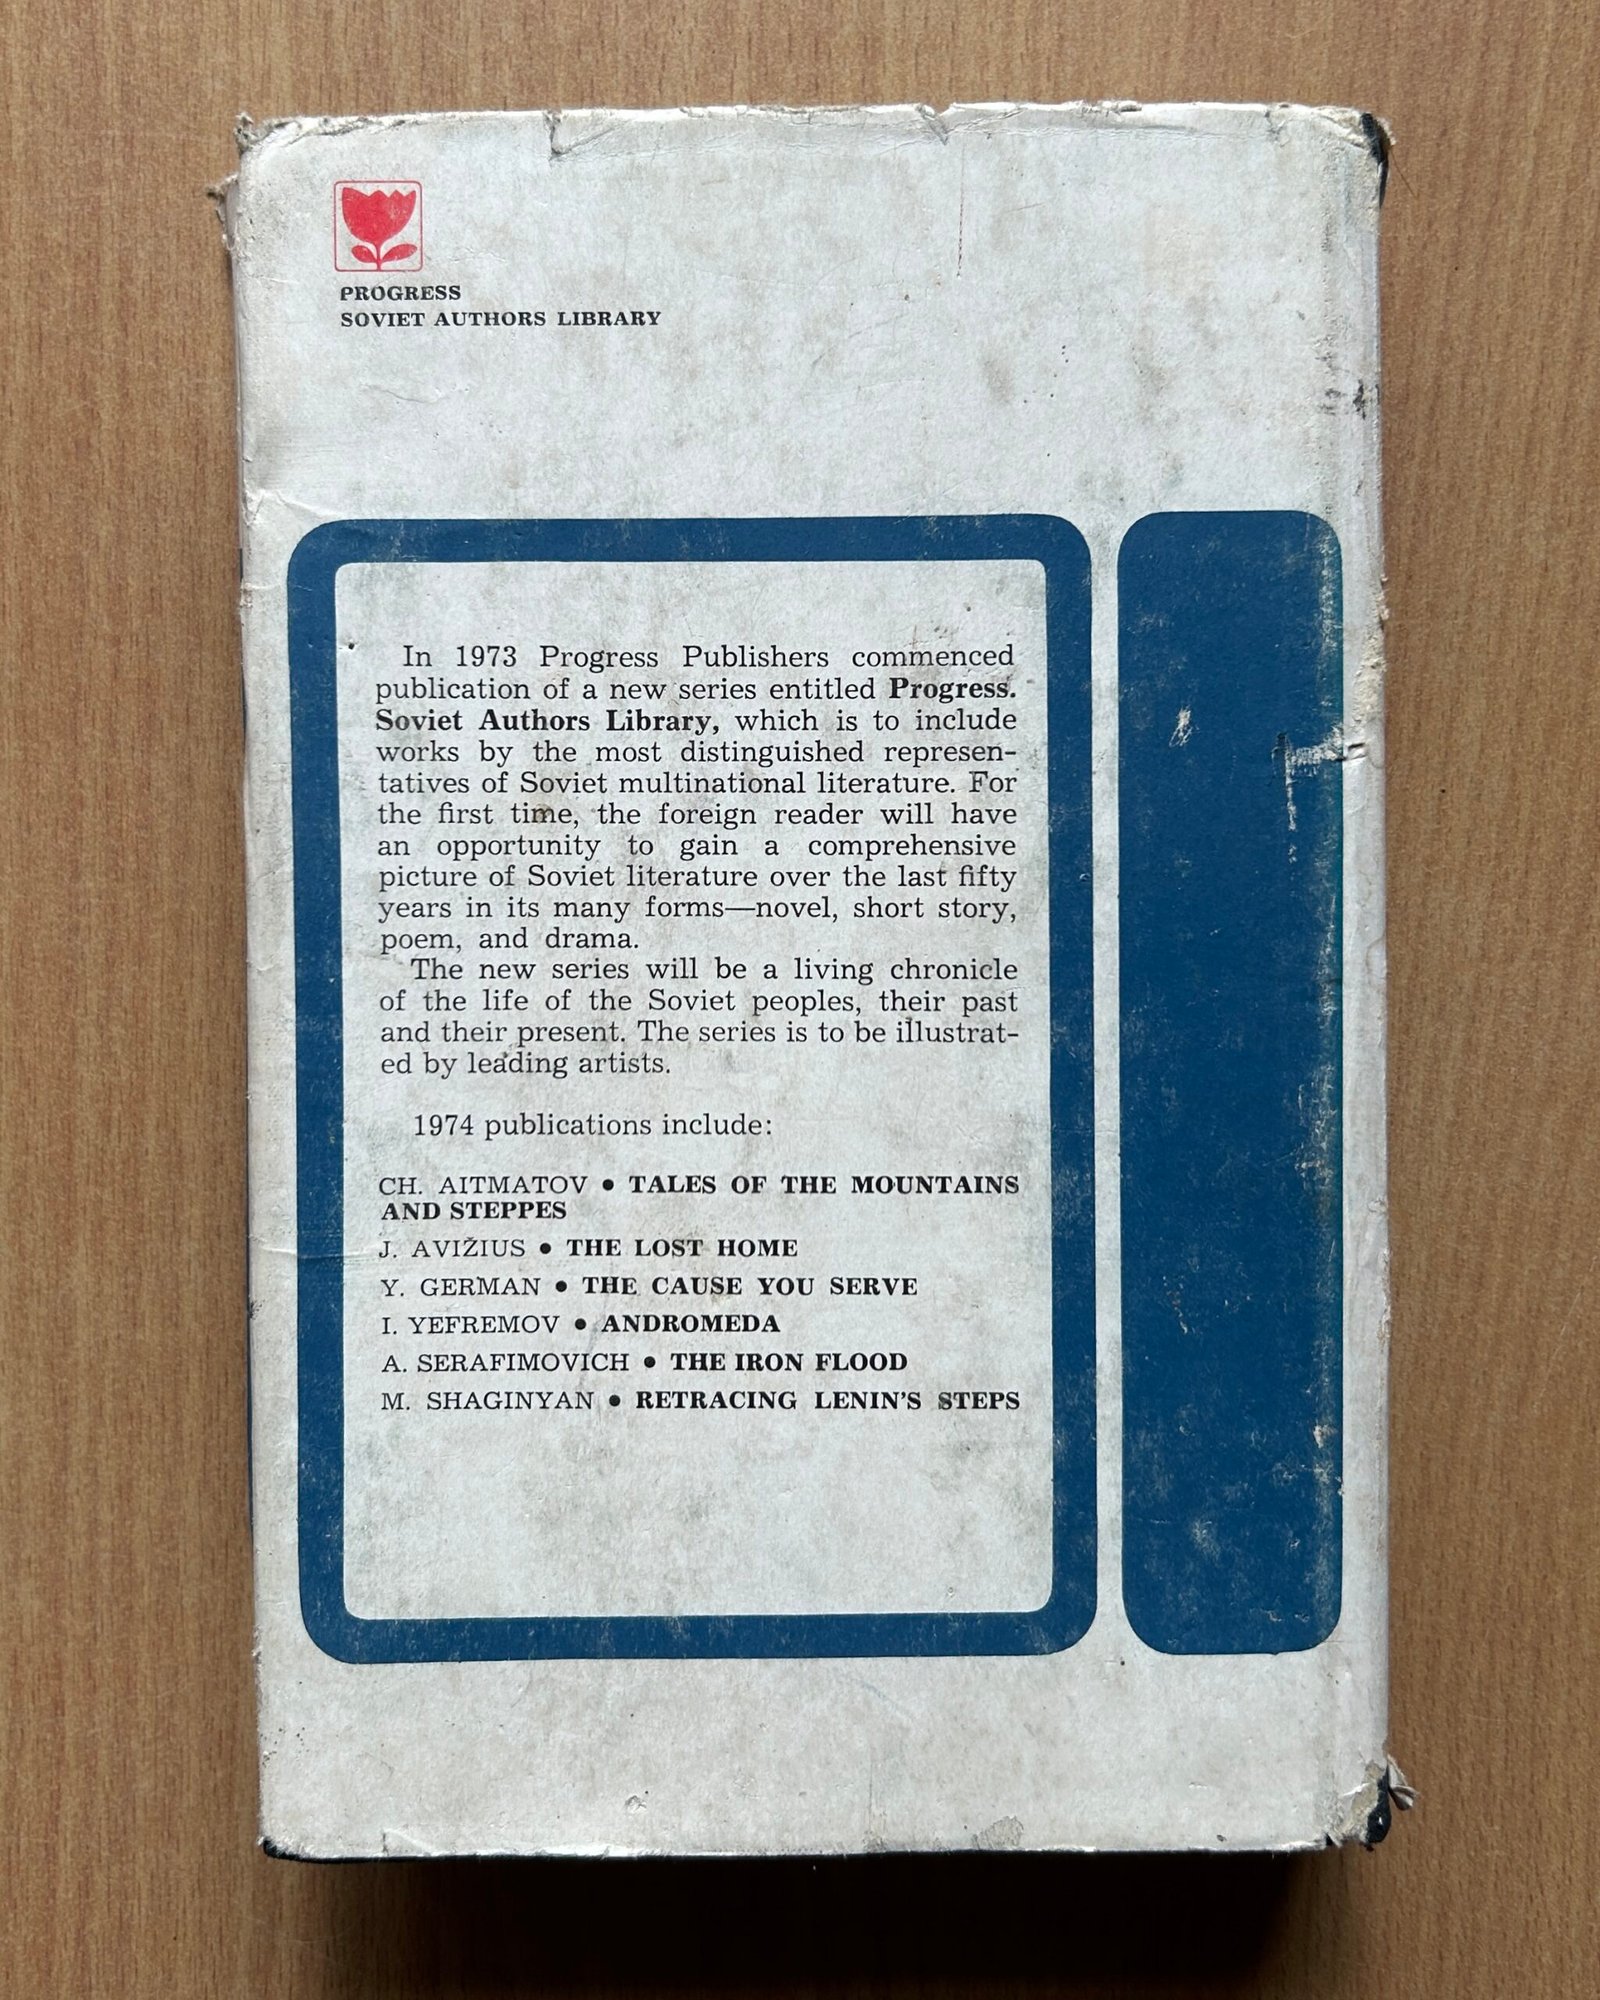 PROGRESS
SOVIET AUTHORS LIBRARY
In 1973 Progress Publishers commenced
publication of a new series entitled Progress.
Soviet Authors Library, which is to include
works by the most distinguished represen-
tatives of Soviet multinational literature. For
the first time, the foreign reader will have
an opportunity to gain a comprehensive
picture of Soviet literature over the last fifty
years in its many forms—novel, short story,
poem, and drama.
The new series will be a living chronicle
of the life of the Soviet peoples, their past
and their present. The series is to be illustrat-
ed by leading artists.
1974 publications include:
CH. AITMATOV • TALES OF THE MOUNTAINS
AND STEPPES
J. AVIŽIUS • THE LOST HOME
Y. GERMAN • THE CAUSE YOU SERVE
I. YEFREMOV • ANDROMEDA
A. SERAFIMOVICH • THE IRON FLOOD
M. SHAGINYAN • RETRACING LENIN'S STEPS